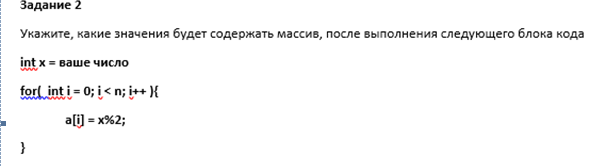 Задание 2
Укажите, какие значения будет содержать массив, после выполнения следующего блока кода
int x = ваше число
for( int i = 0; i < n; i++ ){
a[i] = x%2;
}